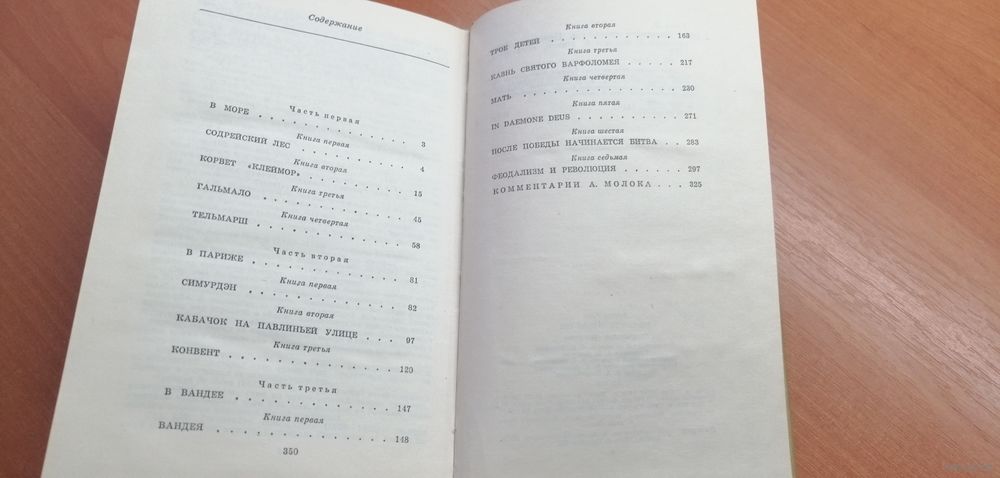 Содержание
Часть первая
В МОРЕ . . . . . . . . . . . . 3
Книга первая
СОДРЕЙСКИЙ ЛЕС . . . . . . . . . 4
Книга вторая
КОРВЕТ «КЛЕЙМОР» . . . . . . . . 15
Книга третья
ГАЛЬМАЛО . . . . . . . . . . . 45
Книга четвертая
ТЕЛЬМАРШ . . . . . . . . . . . 58
Часть вторая
В ПАРИЖЕ . . . . . . . . . . . 81
Книга первая
СИМУРДЭН . . . . . . . . . . . 82
Книга вторая
КАБАЧОК НА ПАВЛИНЬЕЙ УЛИЦЕ . . . 97
Книга третья
КОНВЕНТ . . . . . . . . . . . . 120
Часть третья
В ВАНДЕЕ . . . . . . . . . . . 147
Книга первая
ВАНДЕЯ . . . . . . . . . . . . 148
350
Книга вторая
ТРОЕ ДЕТЕЙ . . . . . . . . . . . 163
Книга третья
КАЗНЬ СВЯТОГО ВАРФОЛОМЕЯ . . . . . 217
Книга четвертая
МАТЬ . . . . . . . . . . . . . 230
Книга пятая
IN DAEMONE DEUS . . . . . . . . . 271
Книга шестая
ПОСЛЕ ПОБЕДЫ НАЧИНАЕТСЯ БИТВА . . 283
Книга седьмая
ФЕОДАЛИЗМ И РЕВОЛЮЦИЯ . . . . . 297
КОММЕНТАРИИ А. МОЛОКА . . . 325